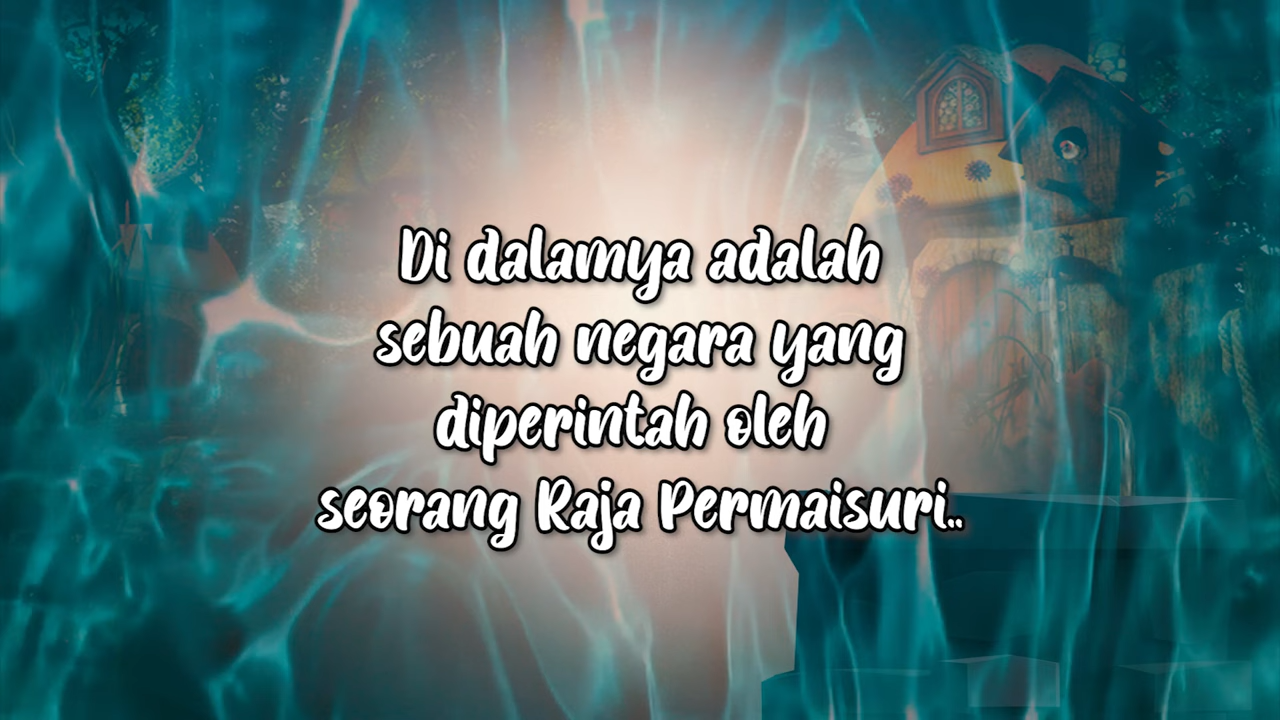 Di dalamya adalah
sebuah negara yang
diperintah oleh
seorang Raja Permaisuri..